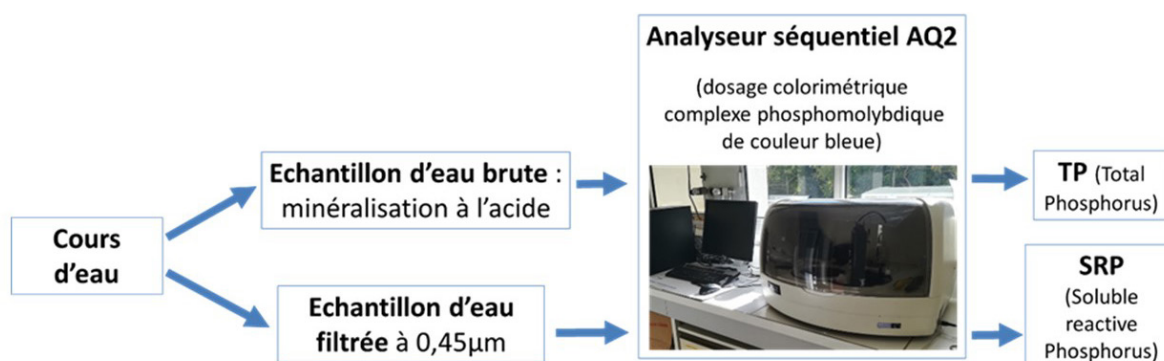 Cours
d'eau
Echantillon d'eau brute :
minéralisation à l'acide
Echantillon d'eau
filtrée à 0,45µm
Analyseur séquentiel AQ2
(dosage colorimétrique
complexe phosphomolybdique
de couleur bleue)
TP (Total
Phosphorus)
SRP
(Soluble
reactive
Phosphorus)